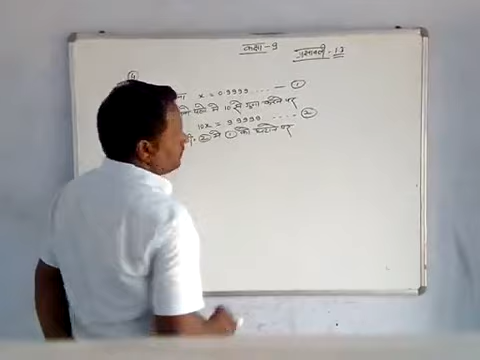 कक्षा - 9
प्रश्नावली 1.3
④
x = 0.9999.... — ①
में 10 से गुणा करने पर
10x = 9.9999 .... ②
② में ① को घटाने पर